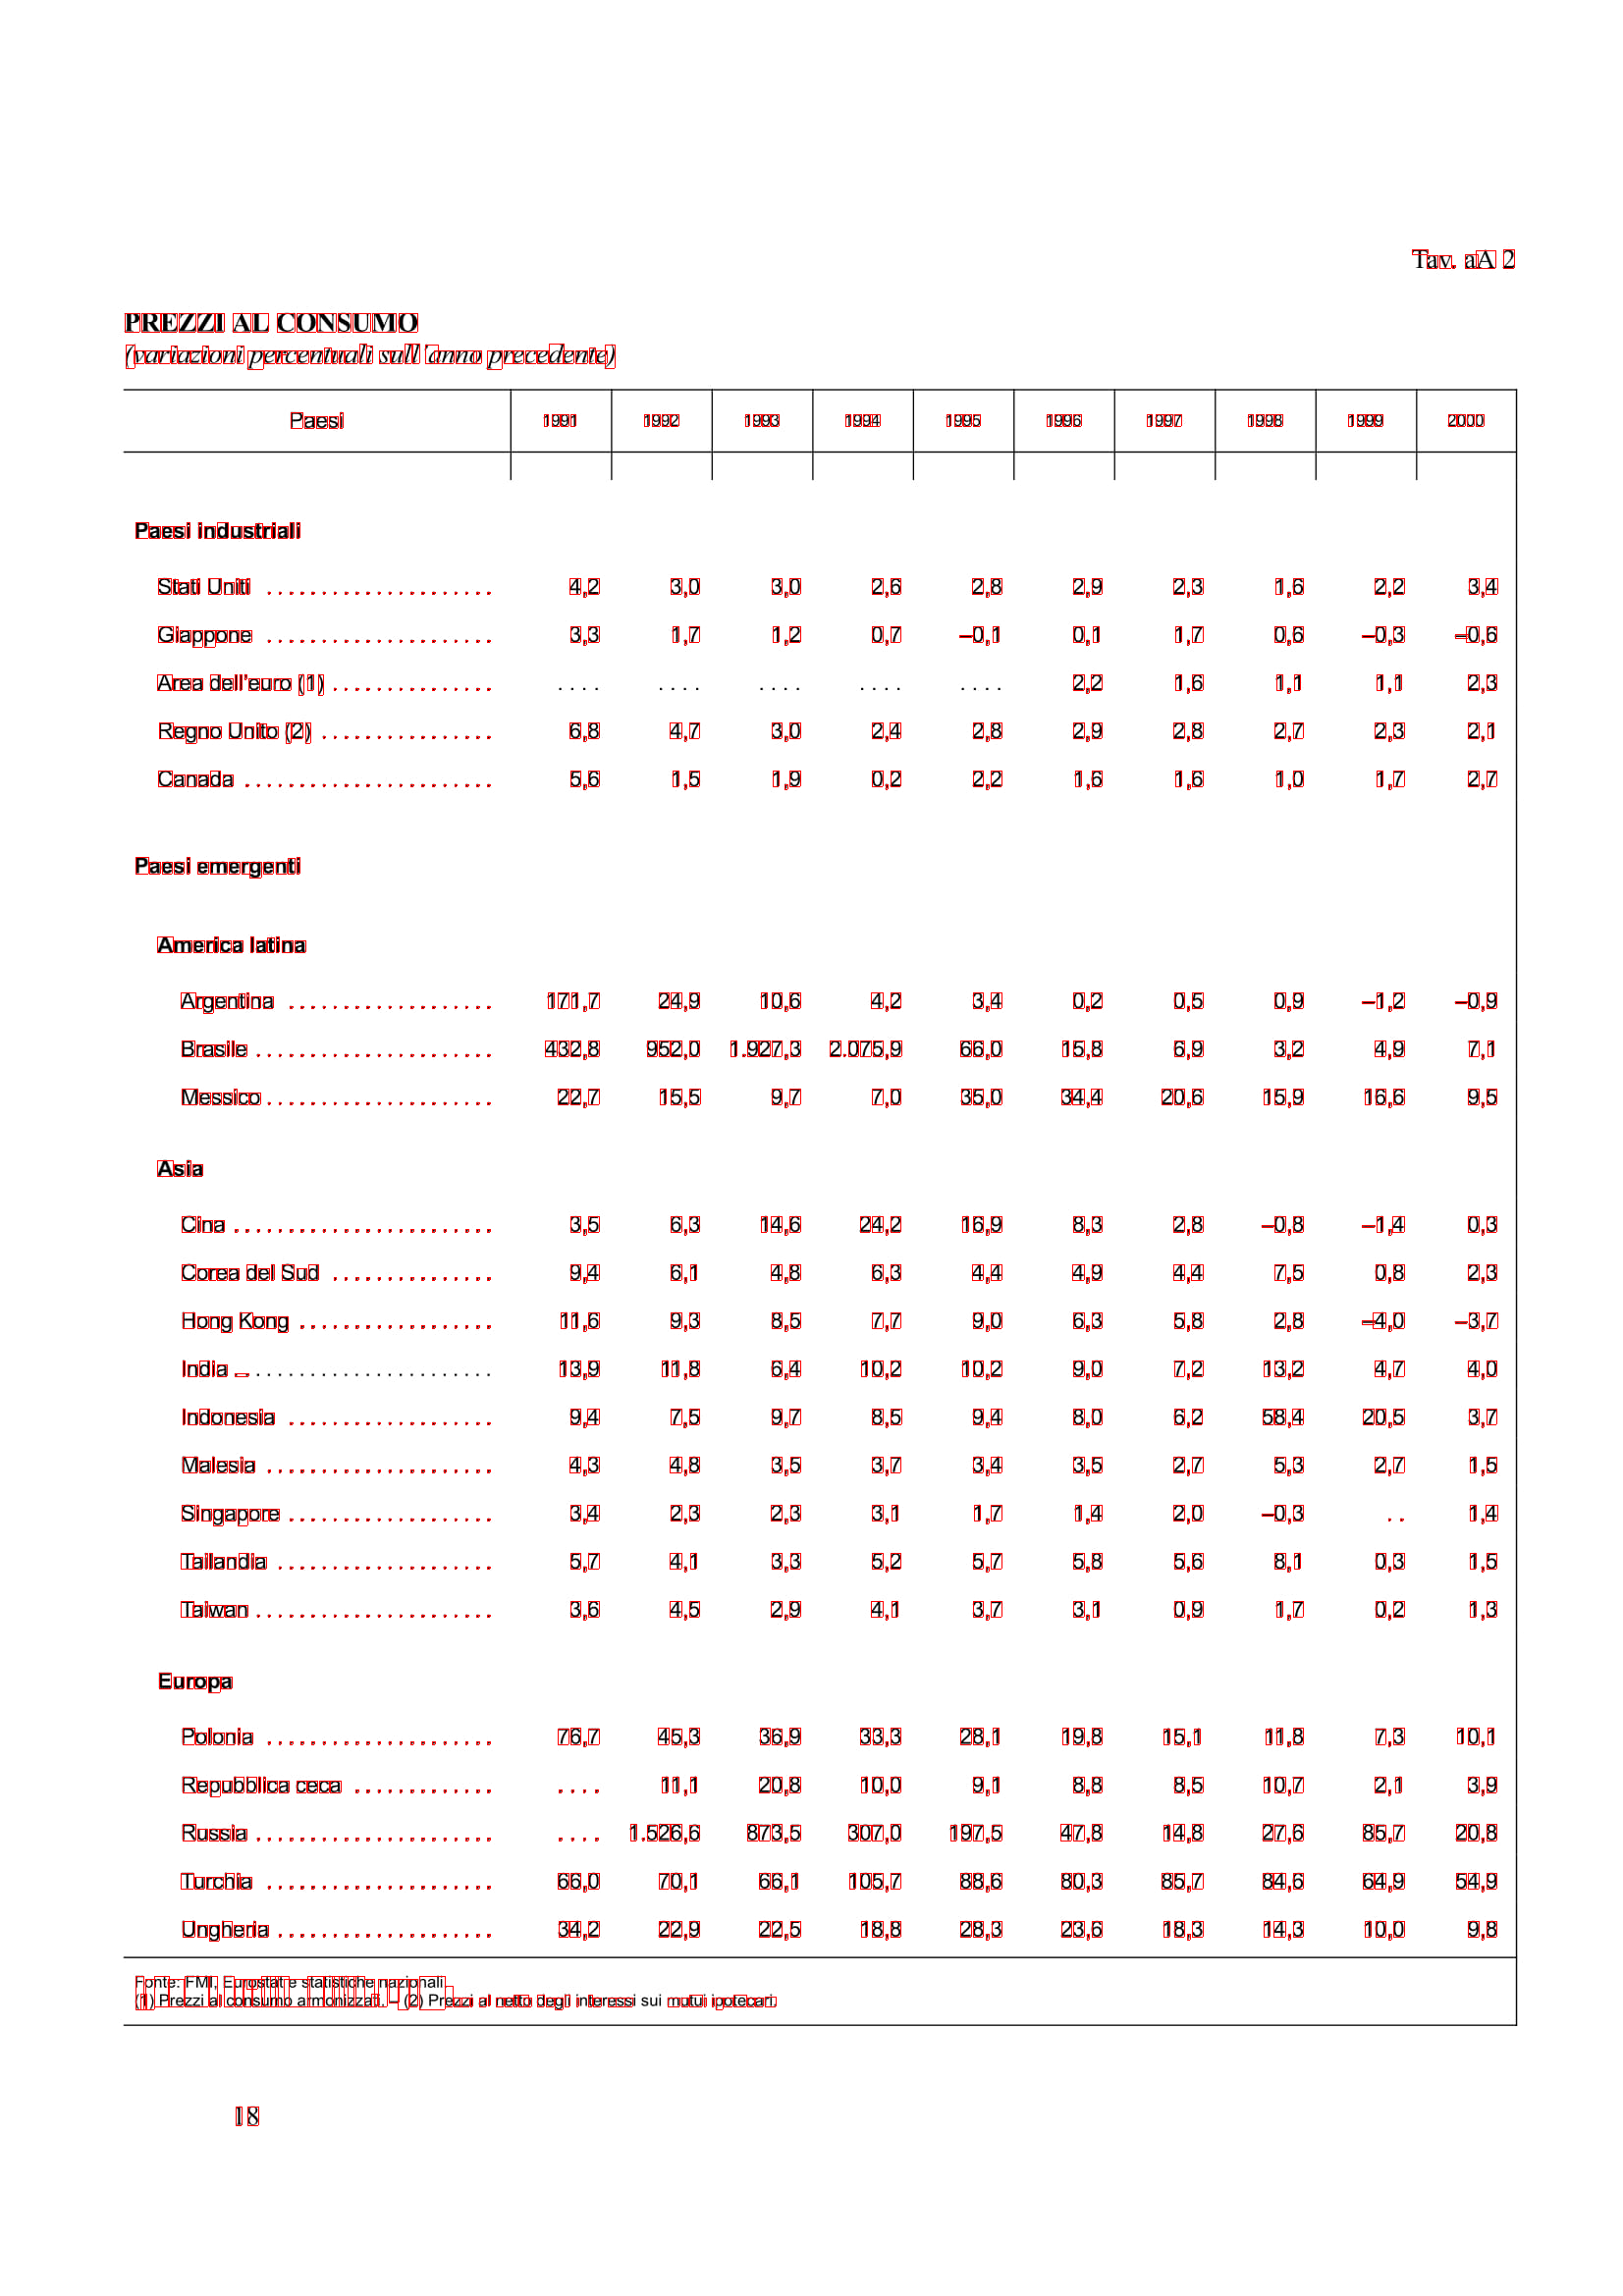 Tav. aA 2
PREZZI AL CONSUMO
(variazioni percentuali sull'anno precedente)
Paesi 1991 1992 1993 1994 1995 1996 1997 1998 1999 2000
Paesi industriali
Stati Uniti ..................... 4,2 3,0 3,0 2,6 2,8 2,9 2,3 1,6 2,2 3,4
Giappone ..................... 3,3 1,7 1,2 0,7 –0,1 0,1 1,7 0,6 –0,3 –0,6
Area dell'euro (1) ............... .... .... .... .... .... 2,2 1,6 1,1 1,1 2,3
Regno Unito (2) ................ 6,8 4,7 3,0 2,4 2,8 2,9 2,8 2,7 2,3 2,1
Canada ....................... 5,6 1,5 1,9 0,2 2,2 1,6 1,6 1,0 1,7 2,7
Paesi emergenti
America latina
Argentina ................... 171,7 24,9 10,6 4,2 3,4 0,2 0,5 0,9 –1,2 –0,9
Brasile ...................... 432,8 952,0 1.927,3 2.075,9 66,0 15,8 6,9 3,2 4,9 7,1
Messico ..................... 22,7 15,5 9,7 7,0 35,0 34,4 20,6 15,9 16,6 9,5
Asia
Cina ........................ 3,5 6,3 14,6 24,2 16,9 8,3 2,8 –0,8 –1,4 0,3
Corea del Sud ............... 9,4 6,1 4,8 6,3 4,4 4,9 4,4 7,5 0,8 2,3
Hong Kong .................. 11,6 9,3 8,5 7,7 9,0 6,3 5,8 2,8 –4,0 –3,7
India ....................... 13,9 11,8 6,4 10,2 10,2 9,0 7,2 13,2 4,7 4,0
Indonesia ................... 9,4 7,5 9,7 8,5 9,4 8,0 6,2 58,4 20,5 3,7
Malesia ..................... 4,3 4,8 3,5 3,7 3,4 3,5 2,7 5,3 2,7 1,5
Singapore ................... 3,4 2,3 2,3 3,1 1,7 1,4 2,0 –0,3 .. 1,4
Tailandia .................... 5,7 4,1 3,3 5,2 5,7 5,8 5,6 8,1 0,3 1,5
Taiwan ...................... 3,6 4,5 2,9 4,1 3,7 3,1 0,9 1,7 0,2 1,3
Europa
Polonia ..................... 76,7 45,3 36,9 33,3 28,1 19,8 15,1 11,8 7,3 10,1
Repubblica ceca ............. .... 11,1 20,8 10,0 9,1 8,8 8,5 10,7 2,1 3,9
Russia ...................... .... 1.526,6 873,5 307,0 197,5 47,8 14,8 27,6 85,7 20,8
Turchia ..................... 66,0 70,1 66,1 105,7 88,6 80,3 85,7 84,6 64,9 54,9
Ungheria .................... 34,2 22,9 22,5 18,8 28,3 23,6 18,3 14,3 10,0 9,8
Fonte: FMI, Eurostat e statistiche nazionali.
(1) Prezzi al consumo armonizzati. – (2) Prezzi al netto degli interessi sui mutui ipotecari.
18